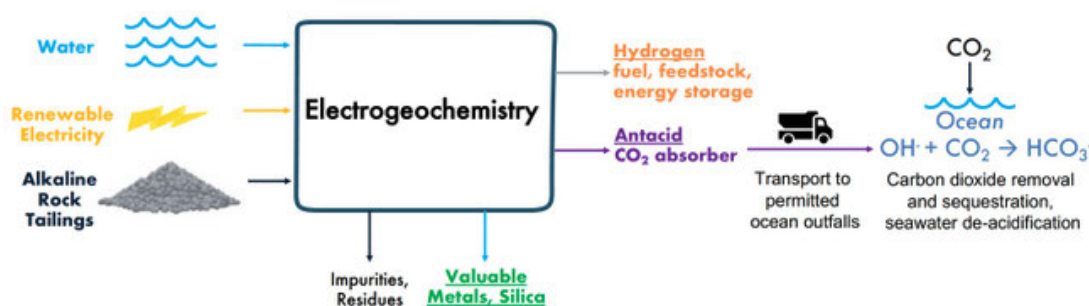 Water
Renewable
Electricity
Alkaline
Rock
Tailings
Electrogeochemistry
Impurities,
Residues
Valuable
Metals, Silica
Hydrogen
fuel, feedstock,
energy storage
Antacid
CO₂ absorber
Transport to
permitted
ocean outfalls
CO₂
Ocean
OH⁻ + CO₂ → HCO₃⁻
Carbon dioxide removal
and sequestration,
seawater de-acidification